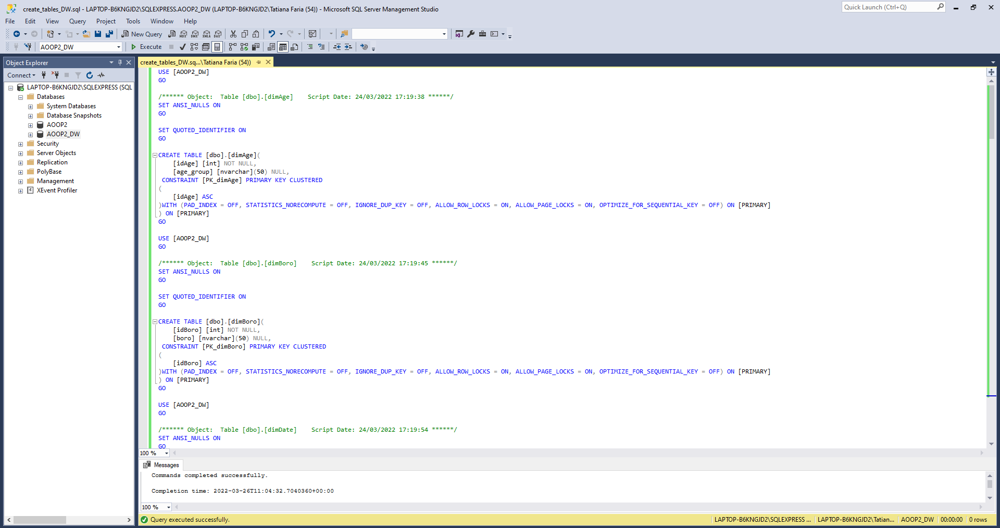 create_tables_DW.sql - LAPTOP-B6KNGJD2\SQLEXPRESS.AOOP2_DW (LAPTOP-B6KNGJD2\Tatiana Faria (54)) - Microsoft SQL Server Management Studio
Quick Launch (Ctrl+Q)
File Edit View Query Project Tools Window Help
New Query MDX DMX XMLA DAX
AOOP2_DW Execute
Object Explorer
create_tables_DW.sq...\Tatiana Faria (54))
Connect
LAPTOP-B6KNGJD2\SQLEXPRESS (SQL
Databases
System Databases
Database Snapshots
AOOP2
AOOP2_DW
Security
Server Objects
Replication
PolyBase
Management
XEvent Profiler
USE [AOOP2_DW]
GO
/****** Object:  Table [dbo].[dimAge]    Script Date: 24/03/2022 17:19:38 ******/
SET ANSI_NULLS ON
GO
SET QUOTED_IDENTIFIER ON
GO
CREATE TABLE [dbo].[dimAge](
[idAge] [int] NOT NULL,
[age_group] [nvarchar](50) NULL,
CONSTRAINT [PK_dimAge] PRIMARY KEY CLUSTERED
(
[idAge] ASC
)WITH (PAD_INDEX = OFF, STATISTICS_NORECOMPUTE = OFF, IGNORE_DUP_KEY = OFF, ALLOW_ROW_LOCKS = ON, ALLOW_PAGE_LOCKS = ON, OPTIMIZE_FOR_SEQUENTIAL_KEY = OFF) ON [PRIMARY]
) ON [PRIMARY]
GO
USE [AOOP2_DW]
GO
/****** Object:  Table [dbo].[dimBoro]    Script Date: 24/03/2022 17:19:45 ******/
SET ANSI_NULLS ON
GO
SET QUOTED_IDENTIFIER ON
GO
CREATE TABLE [dbo].[dimBoro](
[idBoro] [int] NOT NULL,
[boro] [nvarchar](50) NULL,
CONSTRAINT [PK_dimBoro] PRIMARY KEY CLUSTERED
(
[idBoro] ASC
)WITH (PAD_INDEX = OFF, STATISTICS_NORECOMPUTE = OFF, IGNORE_DUP_KEY = OFF, ALLOW_ROW_LOCKS = ON, ALLOW_PAGE_LOCKS = ON, OPTIMIZE_FOR_SEQUENTIAL_KEY = OFF) ON [PRIMARY]
) ON [PRIMARY]
GO
USE [AOOP2_DW]
GO
/****** Object:  Table [dbo].[dimDate]    Script Date: 24/03/2022 17:19:54 ******/
SET ANSI_NULLS ON
GO
100 %
Messages
Commands completed successfully.
Completion time: 2022-03-26T11:04:32.7040360+00:00
100 %
Query executed successfully.
LAPTOP-B6KNGJD2\SQLEXPRESS ... LAPTOP-B6KNGJD2\Tatian... AOOP2_DW 00:00:00 0 rows